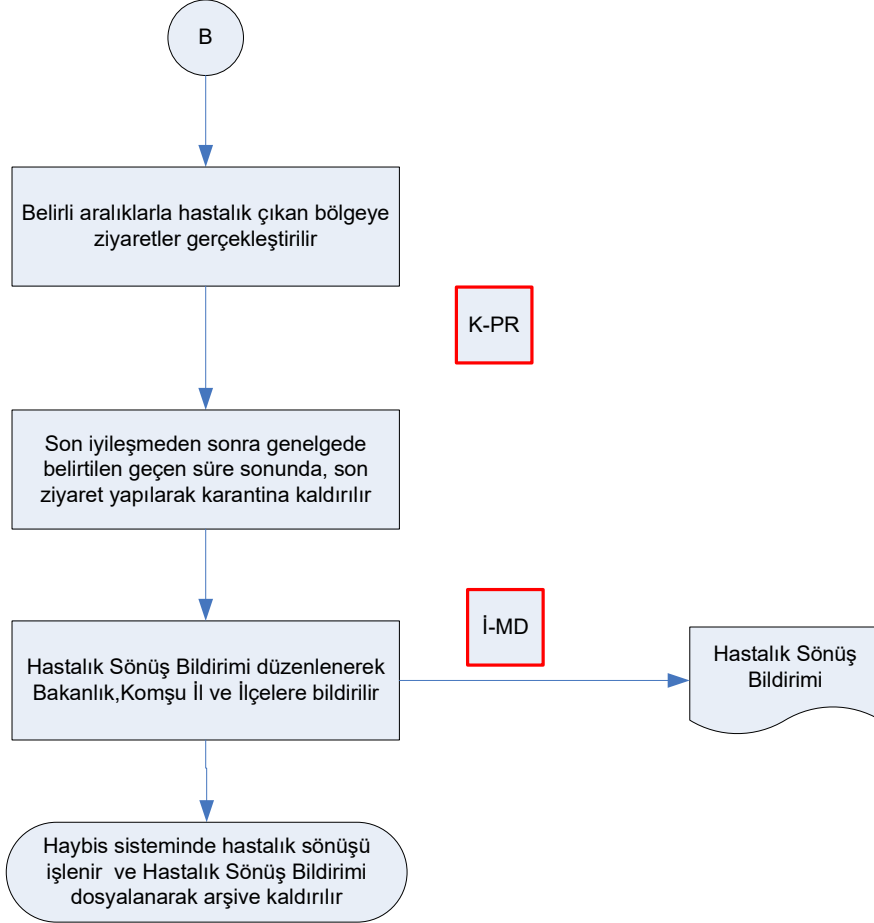 B
Belirli aralıklarla hastalık çıkan bölgeye
ziyaretler gerçekleştirilir
K-PR
Son iyileşmeden sonra genelgede
belirtilen geçen süre sonunda, son
ziyaret yapılarak karantina kaldırılır
İ-MD
Hastalık Sönüş Bildirimi düzenlenerek
Bakanlık,Komşu İl ve İlçelere bildirilir
Hastalık Sönüş
Bildirimi
Haybis sisteminde hastalık sönüşü
işlenir ve Hastalık Sönüş Bildirimi
dosyalanarak arşive kaldırılır